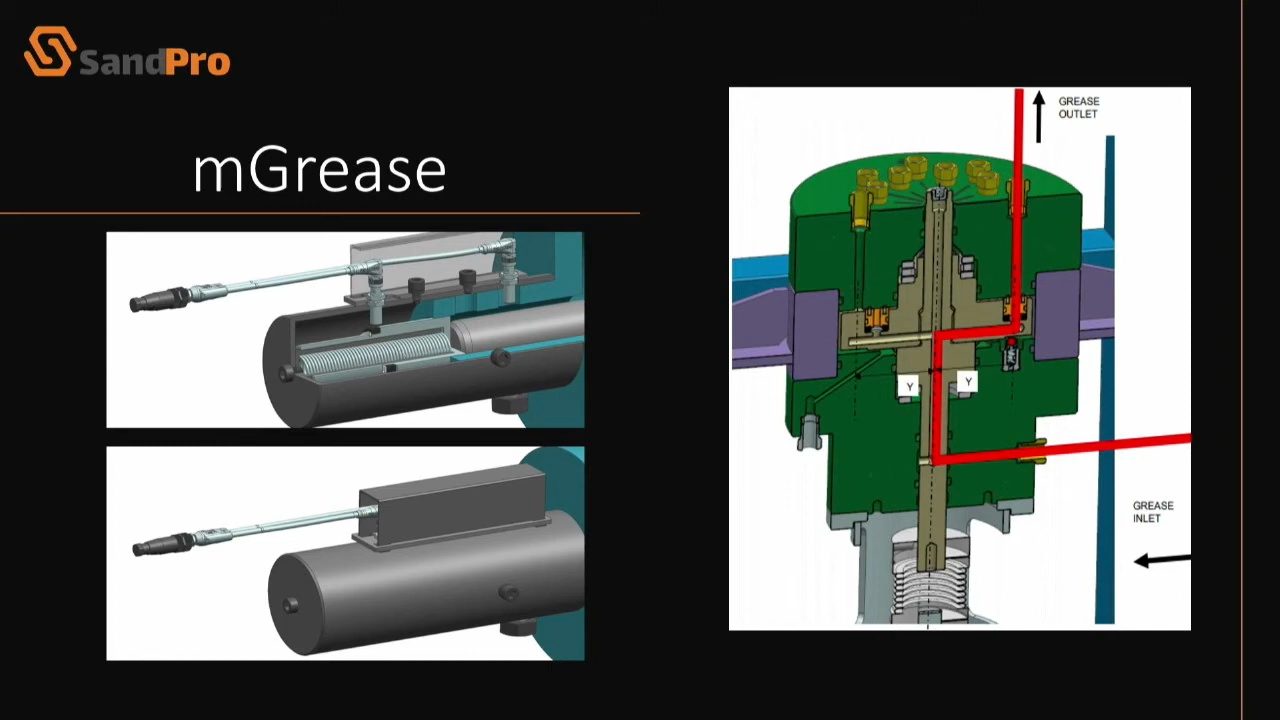 SandPro
mGrease
GREASE
OUTLET
Y
Y
GREASE
INLET